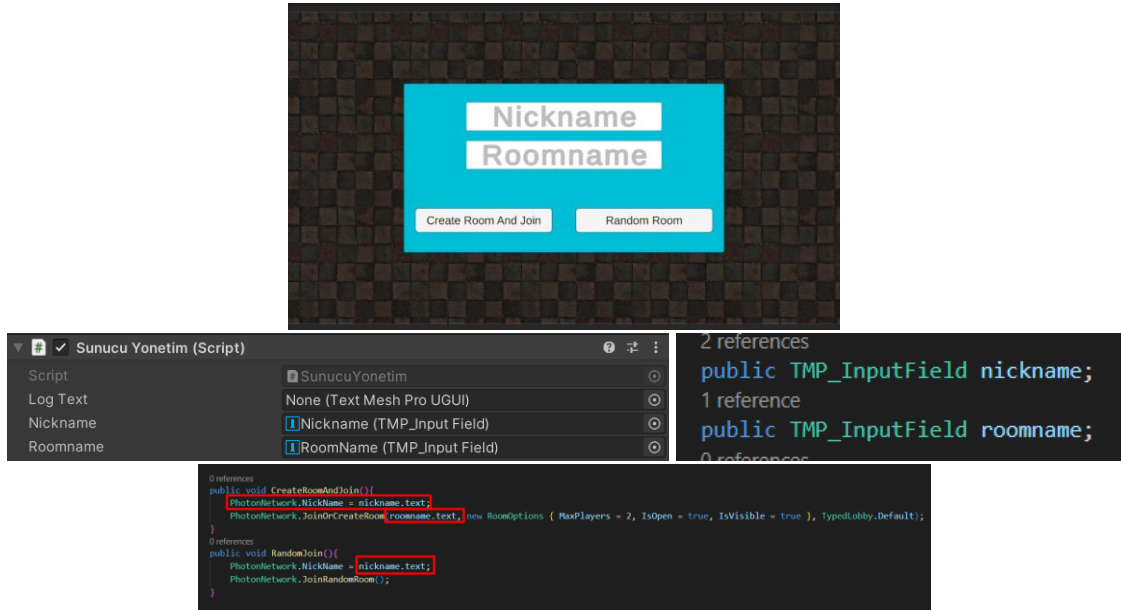 Nickname
Roomname
Create Room And Join
Random Room
# Sunucu Yonetim (Script)
Script
# SunucuYonetim
Log Text
None (Text Mesh Pro UGUI)
Nickname
Nickname (TMP_Input Field)
Roomname
RoomName (TMP_Input Field)
2 references
public TMP_InputField nickname;
1 reference
public TMP_InputField roomname;
0 references
0 references
public void CreateRoomAndJoin(){
PhotonNetwork.NickName = nickname.text;
PhotonNetwork.JoinOrCreateRoom(roomname.text, new RoomOptions { MaxPlayers = 2, IsOpen = true, IsVisible = true }, TypedLobby.Default);
}
0 references
public void RandomJoin(){
PhotonNetwork.NickName = nickname.text;
PhotonNetwork.JoinRandomRoom();
}